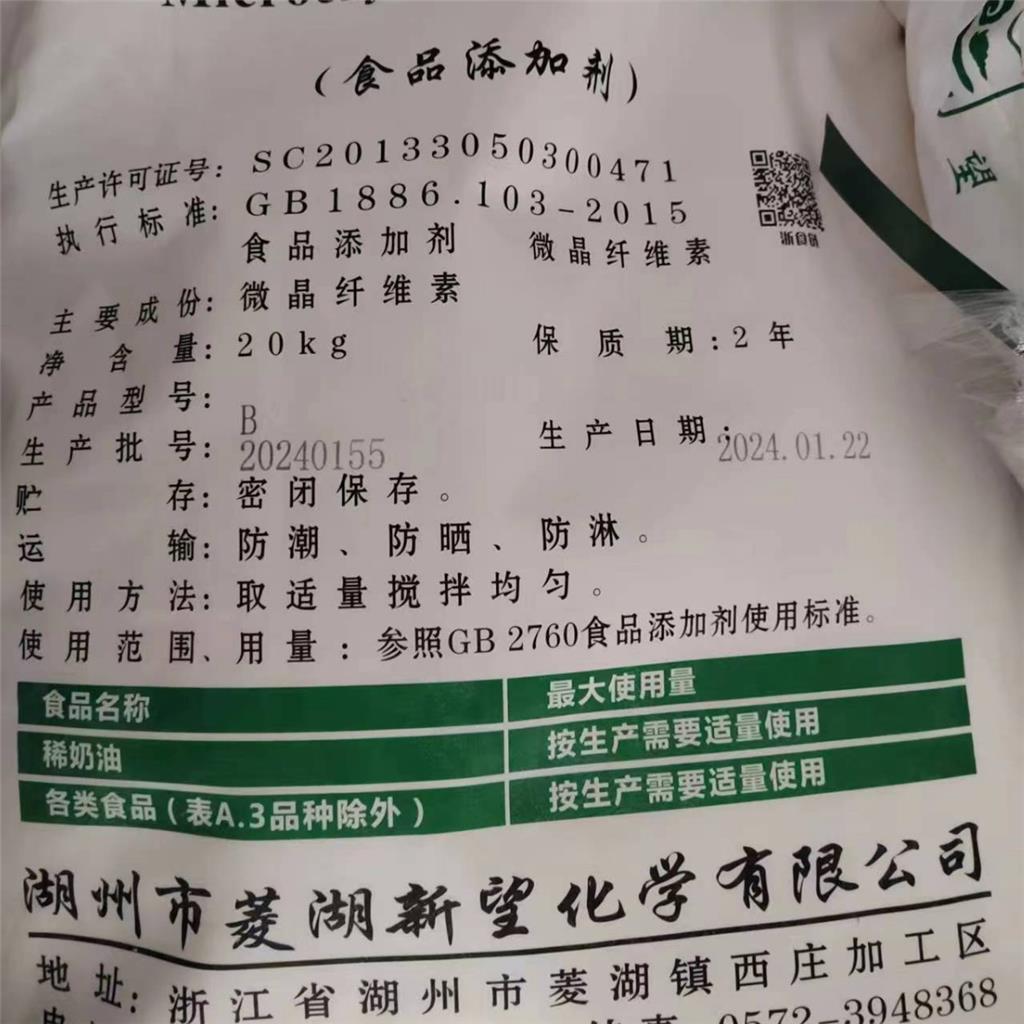 （食品添加剂）
生产许可证号：SC20133050300471
执行标准：GB1886.103-2015
食品添加剂 微晶纤维素
浙食链
主要成份：微晶纤维素
净含量：20kg 保质期：2年
产品型号：B
生产批号：20240155 生产日期：2024.01.22
贮存：密闭保存。
运输：防潮、防晒、防淋。
使用方法：取适量搅拌均匀。
使用范围、用量：参照GB 2760食品添加剂使用标准。
食品名称 最大使用量
稀奶油 按生产需要适量使用
各类食品（表A.3品种除外） 按生产需要适量使用
湖州市菱湖新望化学有限公司
地址：浙江省湖州市菱湖镇西庄加工区
0572-3948368
望